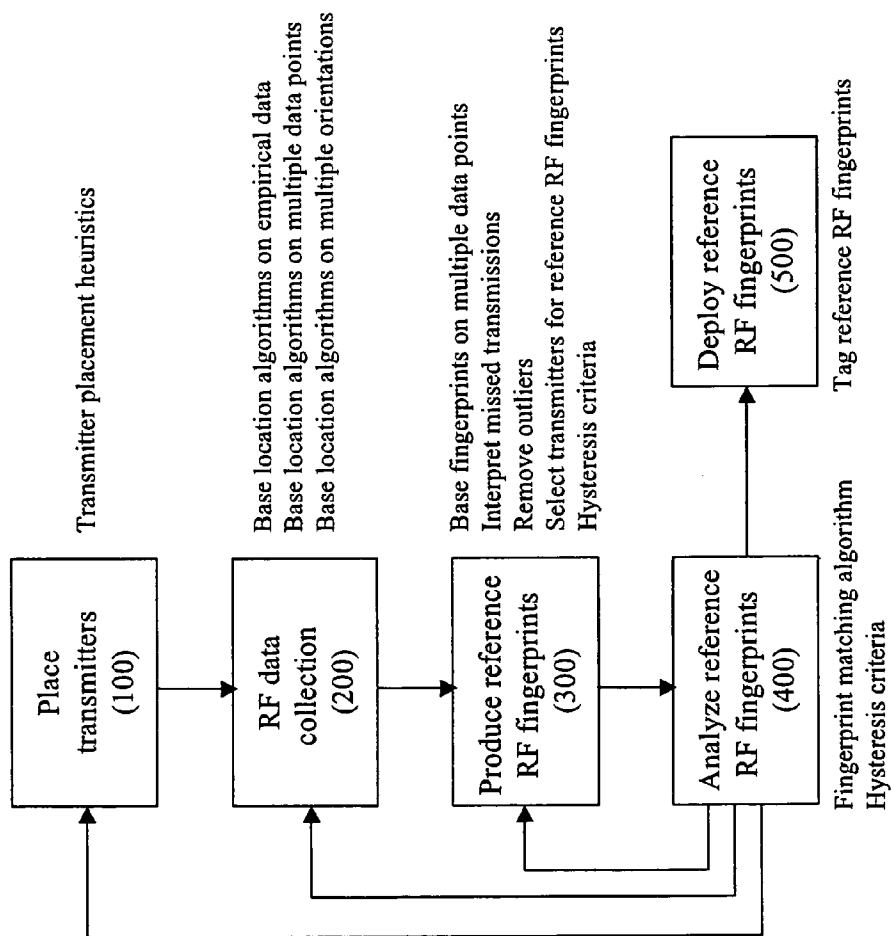 Place
transmitters
(100)
Transmitter placement heuristics
RF data
collection
(200)
Base location algorithms on empirical data
Base location algorithms on multiple data points
Base location algorithms on multiple orientations
Produce reference
RF fingerprints
(300)
Base fingerprints on multiple data points
Interpret missed transmissions
Remove outliers
Select transmitters for reference RF fingerprints
Hysteresis criteria
Analyze reference
RF fingerprints
(400)
Fingerprint matching algorithm
Hysteresis criteria
Deploy reference
RF fingerprints
(500)
Tag reference RF fingerprints